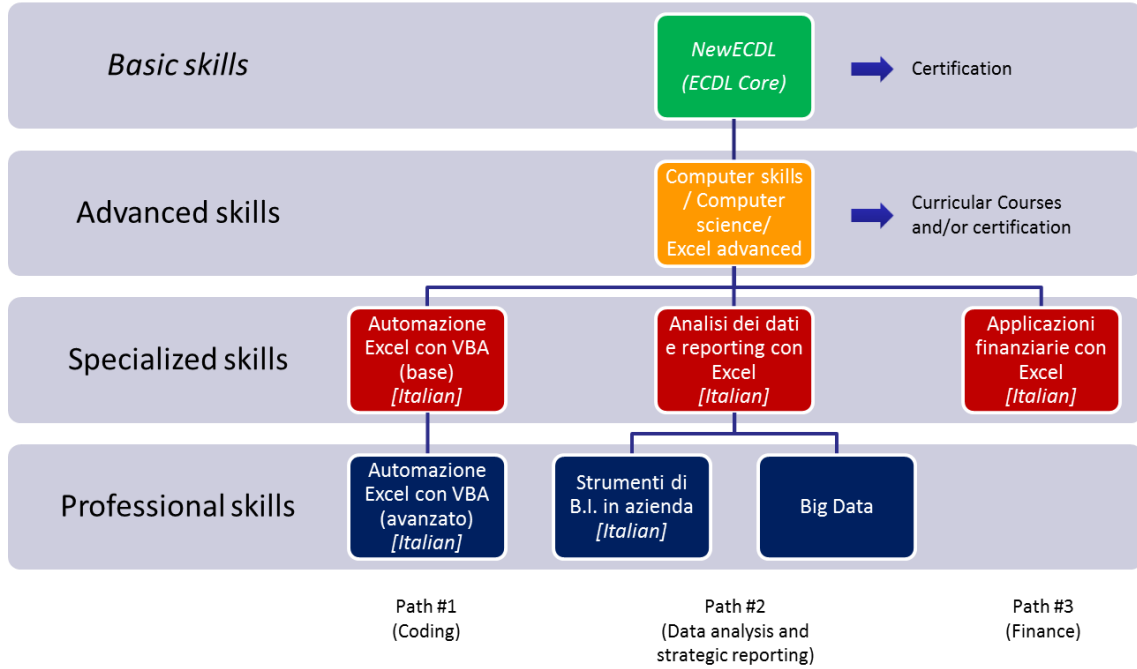 Basic skills
NewECDL
(ECDL Core)
Certification
Advanced skills
Computer skills
/ Computer
science/
Excel advanced
Curricular Courses
and/or certification
Specialized skills
Automazione
Excel con VBA
(base)
[Italian]
Analisi dei dati
e reporting con
Excel
[Italian]
Applicazioni
finanziarie con
Excel
[Italian]
Professional skills
Automazione
Excel con VBA
(avanzato)
[Italian]
Strumenti di
B.I. in azienda
[Italian]
Big Data
Path #1
(Coding)
Path #2
(Data analysis and
strategic reporting)
Path #3
(Finance)